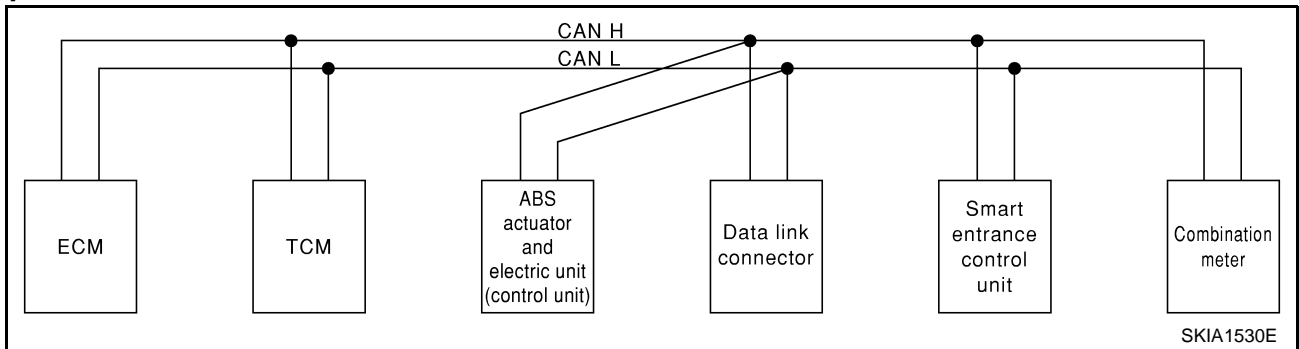 CAN H
CAN L
ECM
TCM
ABS
actuator
and
electric unit
(control unit)
Data link
connector
Smart
entrance
control
unit
Combination
meter
SKIA1530E